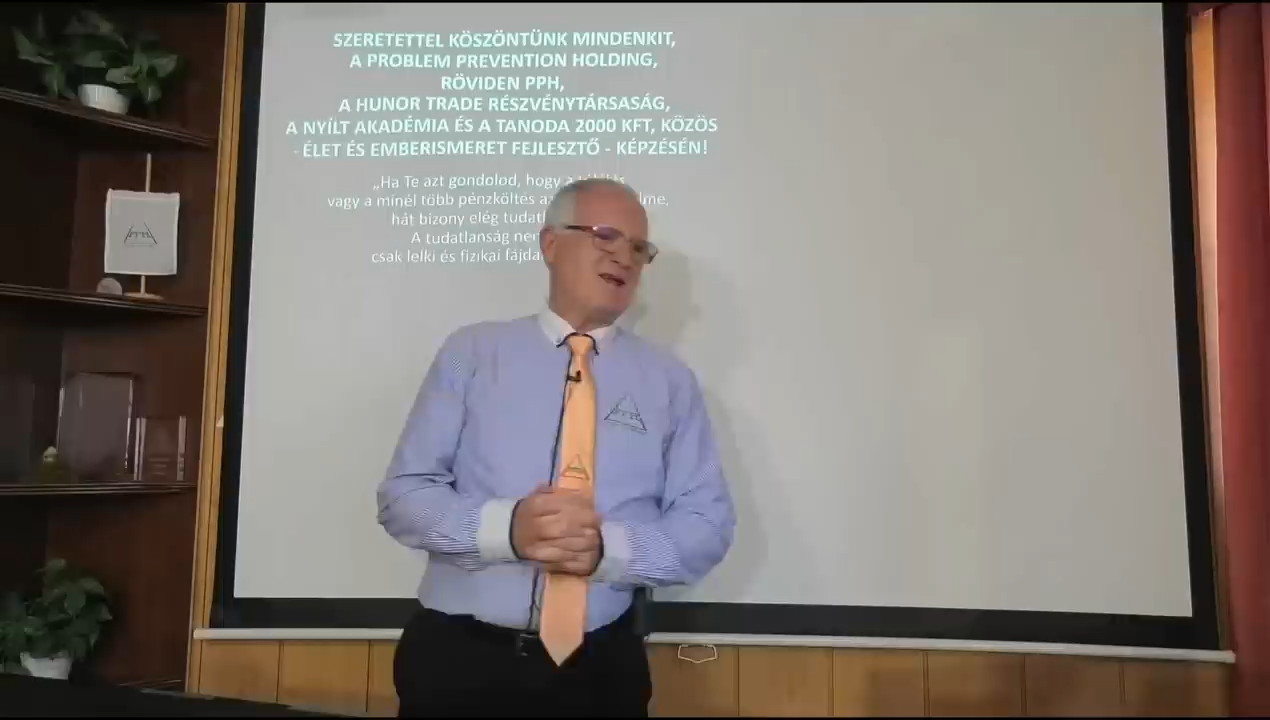 SZERETETTEL KÖSZÖNTÜNK MINDENKIT,
A PROBLEM PREVENTION HOLDING,
RÖVIDEN PPH,
A HUNOR TRADE RÉSZVÉNYTÁRSASÁG,
A NYÍLT AKADÉMIA ÉS A TANODA 2000 KFT, KÖZÖS
- ÉLET ÉS EMBERISMERET FEJLESZTŐ - KÉPZÉSÉN!
„Ha Te azt gondolod, hogy a
vagy a minél több pénzköltés
hát bizony elég
A tudatlanság
csak lelki és fizikai